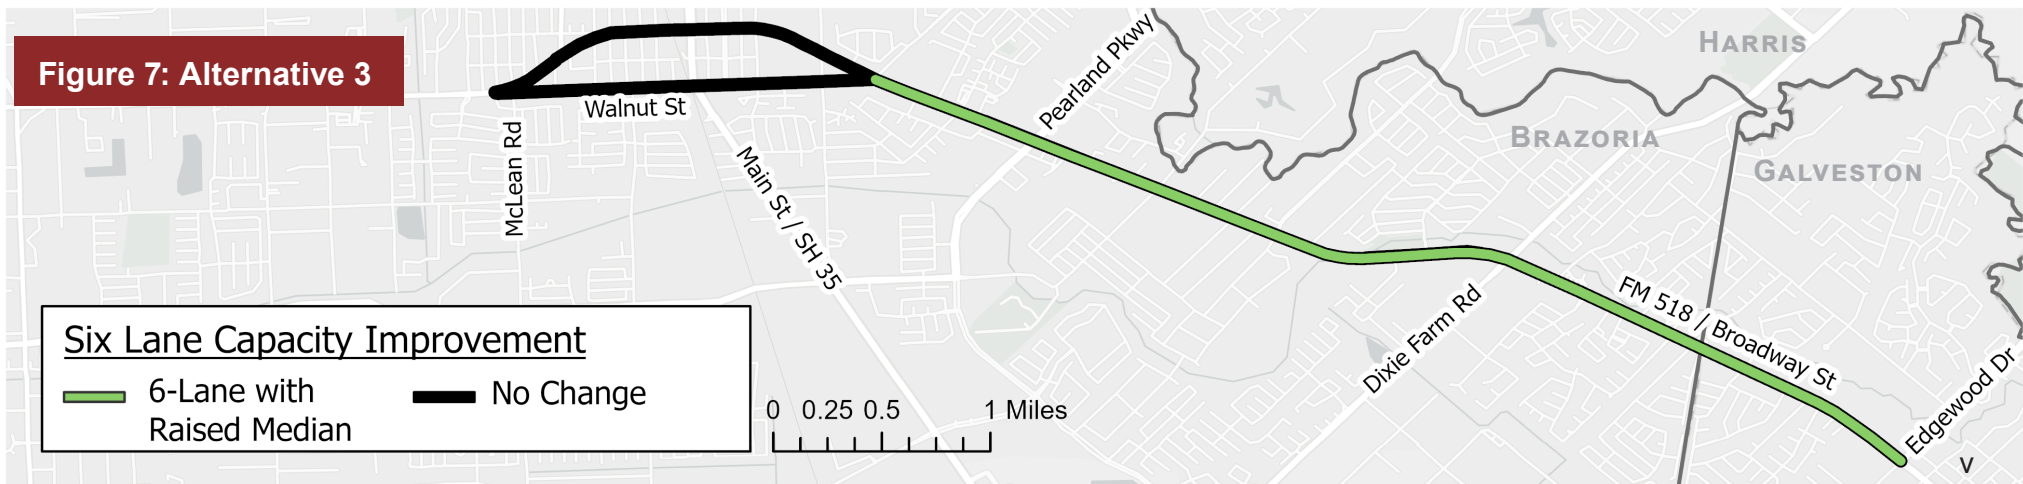 Figure 7: Alternative 3
Walnut St
McLean Rd
Main St / SH 35
Pearland Pkwy
Dixie Farm Rd
FM 518 / Broadway St
Edgewood Dr
HARRIS
BRAZORIA
GALVESTON
v
Six Lane Capacity Improvement
6-Lane with
Raised Median
No Change
0 0.25 0.5 1 Miles